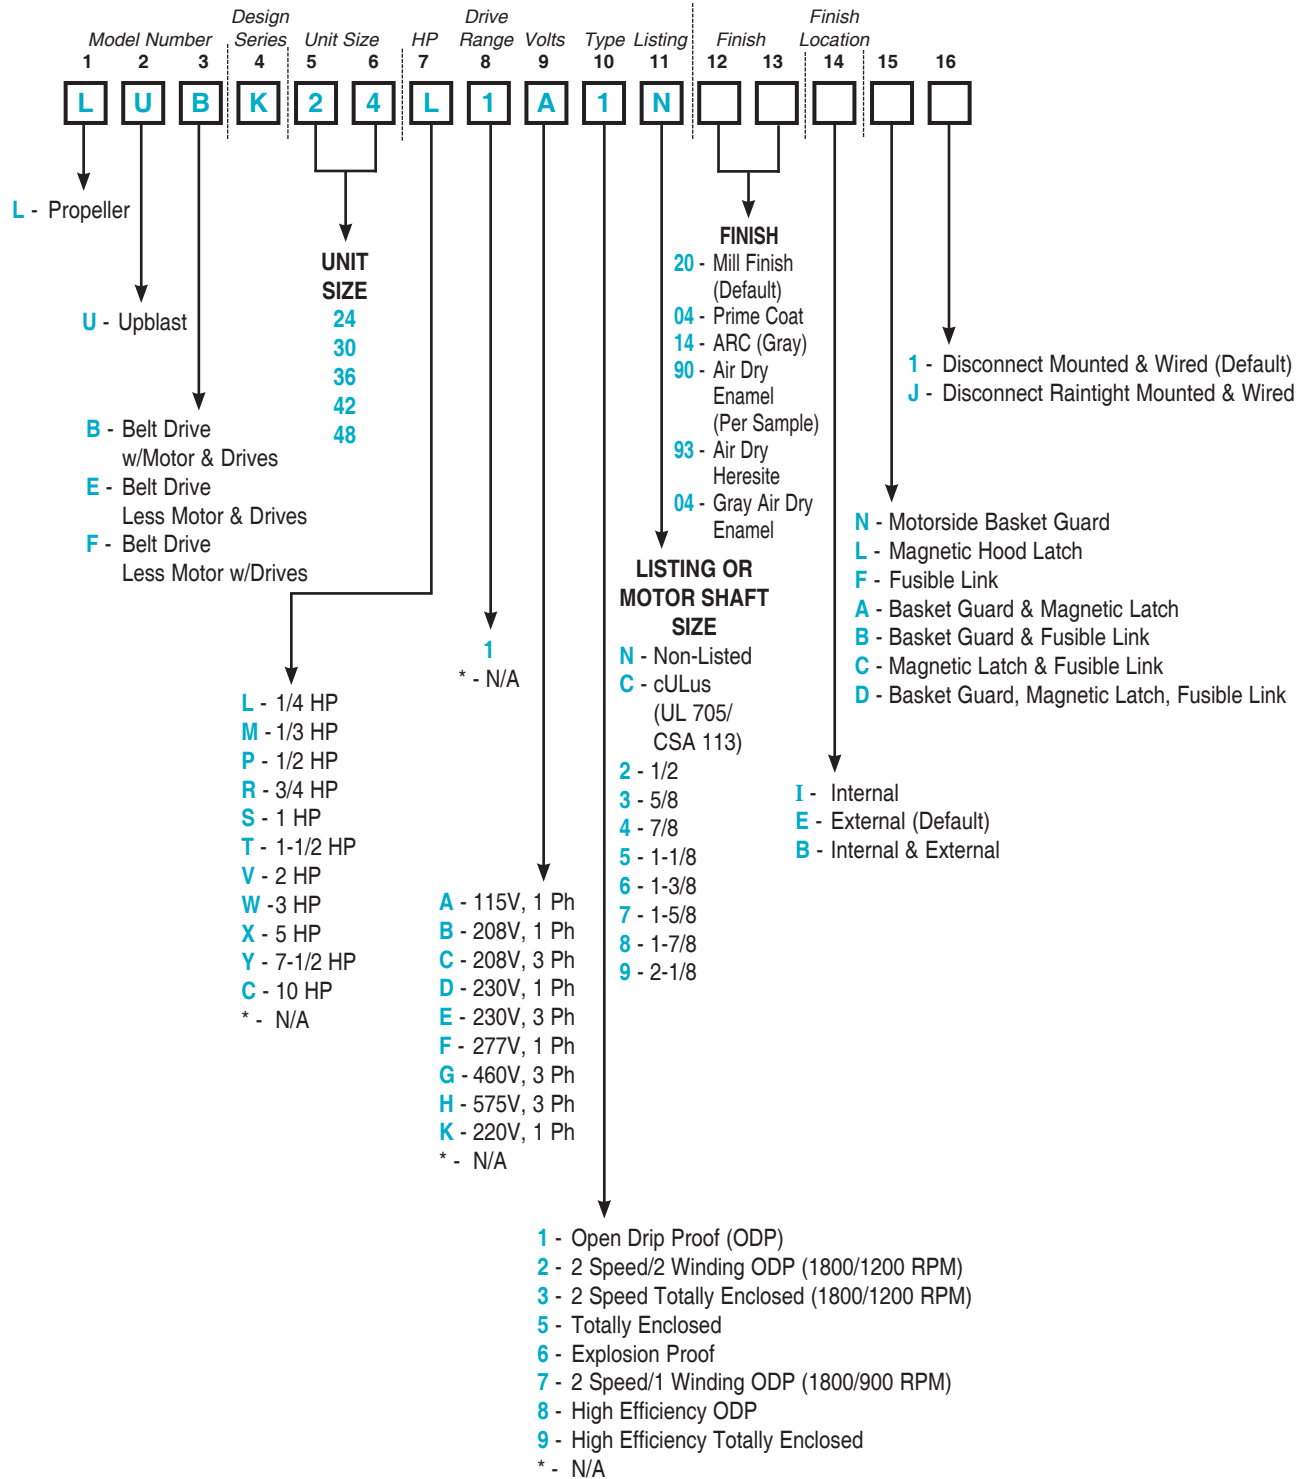 Model Number
Design Series
Unit Size
HP
Drive Range
Volts
Type
Listing
Finish
Finish Location
1 2 3 4 5 6 7 8 9 10 11 12 13 14 15 16
L U B K 2 4 L 1 A 1 N
L - Propeller
U - Upblast
B - Belt Drive
w/Motor & Drives
E - Belt Drive
Less Motor & Drives
F - Belt Drive
Less Motor w/Drives
UNIT
SIZE
24
30
36
42
48
L - 1/4 HP
M - 1/3 HP
P - 1/2 HP
R - 3/4 HP
S - 1 HP
T - 1-1/2 HP
V - 2 HP
W -3 HP
X - 5 HP
Y - 7-1/2 HP
C - 10 HP
* - N/A
1
* - N/A
A - 115V, 1 Ph
B - 208V, 1 Ph
C - 208V, 3 Ph
D - 230V, 1 Ph
E - 230V, 3 Ph
F - 277V, 1 Ph
G - 460V, 3 Ph
H - 575V, 3 Ph
K - 220V, 1 Ph
* - N/A
1 - Open Drip Proof (ODP)
2 - 2 Speed/2 Winding ODP (1800/1200 RPM)
3 - 2 Speed Totally Enclosed (1800/1200 RPM)
5 - Totally Enclosed
6 - Explosion Proof
7 - 2 Speed/1 Winding ODP (1800/900 RPM)
8 - High Efficiency ODP
9 - High Efficiency Totally Enclosed
* - N/A
LISTING OR
MOTOR SHAFT
SIZE
N - Non-Listed
C - cULus
(UL 705/
CSA 113)
2 - 1/2
3 - 5/8
4 - 7/8
5 - 1-1/8
6 - 1-3/8
7 - 1-5/8
8 - 1-7/8
9 - 2-1/8
FINISH
20 - Mill Finish
(Default)
04 - Prime Coat
14 - ARC (Gray)
90 - Air Dry
Enamel
(Per Sample)
93 - Air Dry
Heresite
04 - Gray Air Dry
Enamel
I - Internal
E - External (Default)
B - Internal & External
N - Motorside Basket Guard
L - Magnetic Hood Latch
F - Fusible Link
A - Basket Guard & Magnetic Latch
B - Basket Guard & Fusible Link
C - Magnetic Latch & Fusible Link
D - Basket Guard, Magnetic Latch, Fusible Link
1 - Disconnect Mounted & Wired (Default)
J - Disconnect Raintight Mounted & Wired